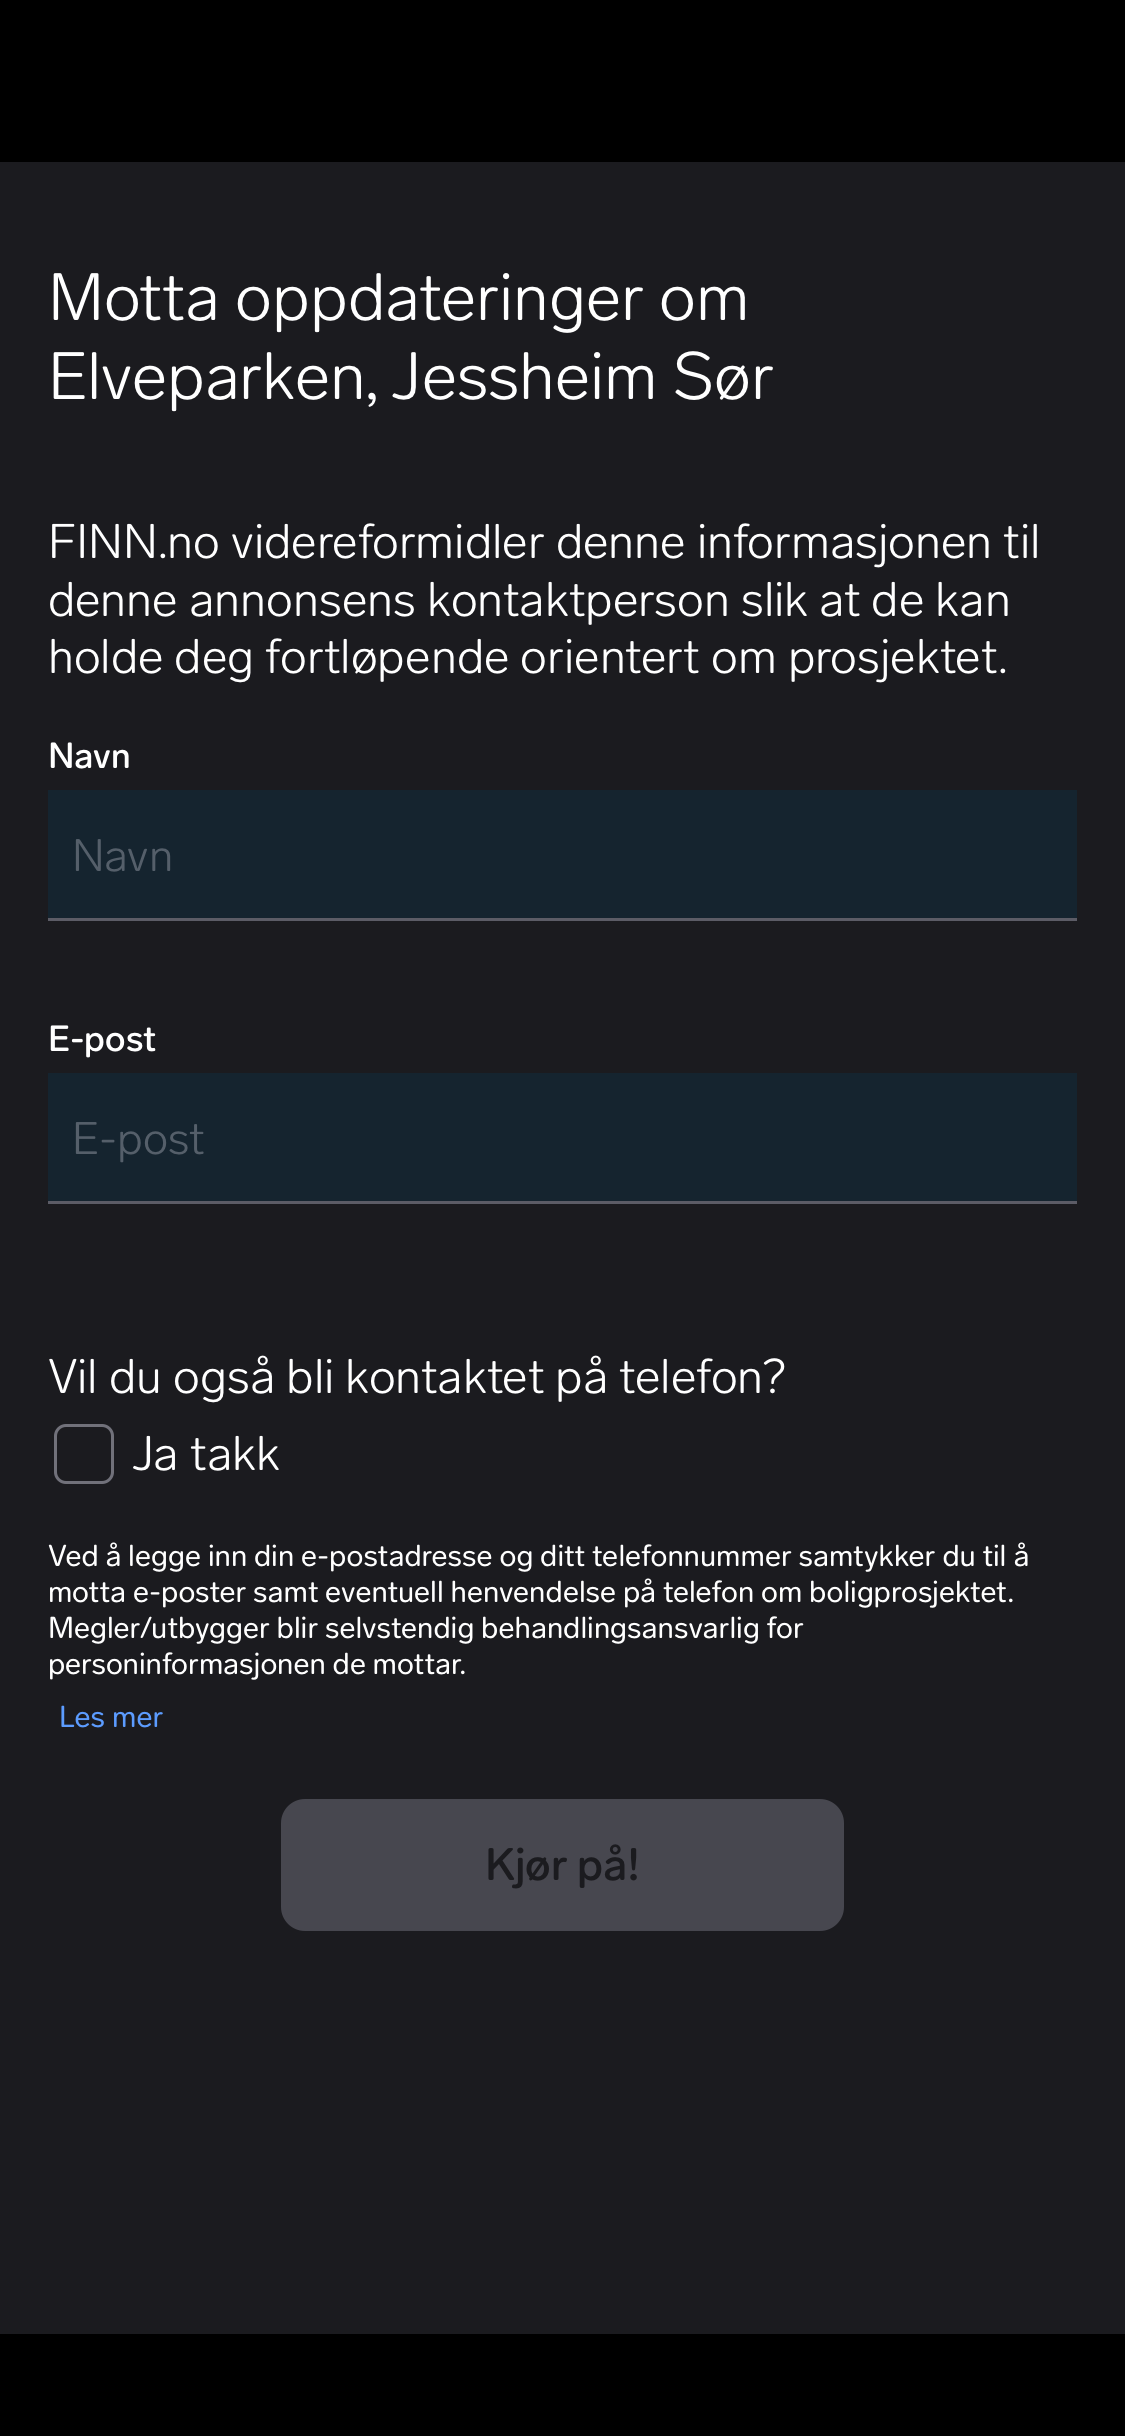 Motta oppdateringer om
Elveparken, Jessheim Sør
FINN.no videreformidler denne informasjonen til
denne annonsens kontaktperson slik at de kan
holde deg fortløpende orientert om prosjektet.
Navn
Navn
E-post
E-post
Vil du også bli kontaktet på telefon?
Ja takk
Ved å legge inn din e-postadresse og ditt telefonnummer samtykker du til å
motta e-poster samt eventuell henvendelse på telefon om boligprosjektet.
Megler/utbygger blir selvstendig behandlingsansvarlig for
personinformasjonen de mottar.
Les mer
Kjør på!